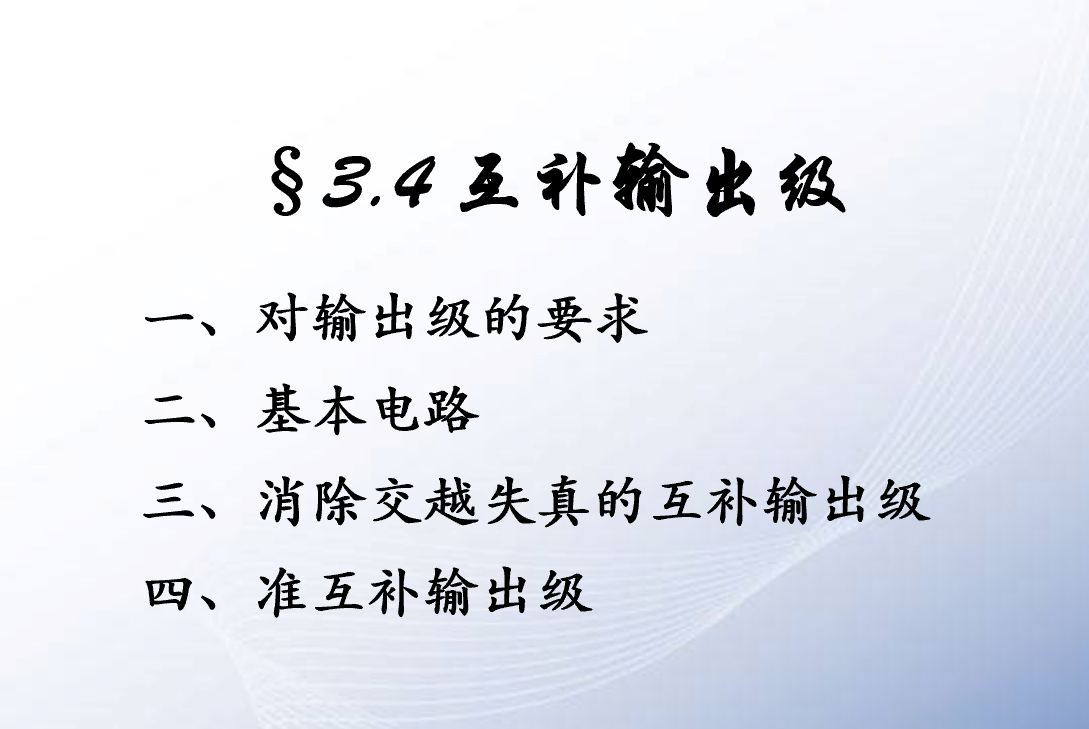 §3.4 互补输出级
一、对输出级的要求
二、基本电路
三、消除交越失真的互补输出级
四、准互补输出级